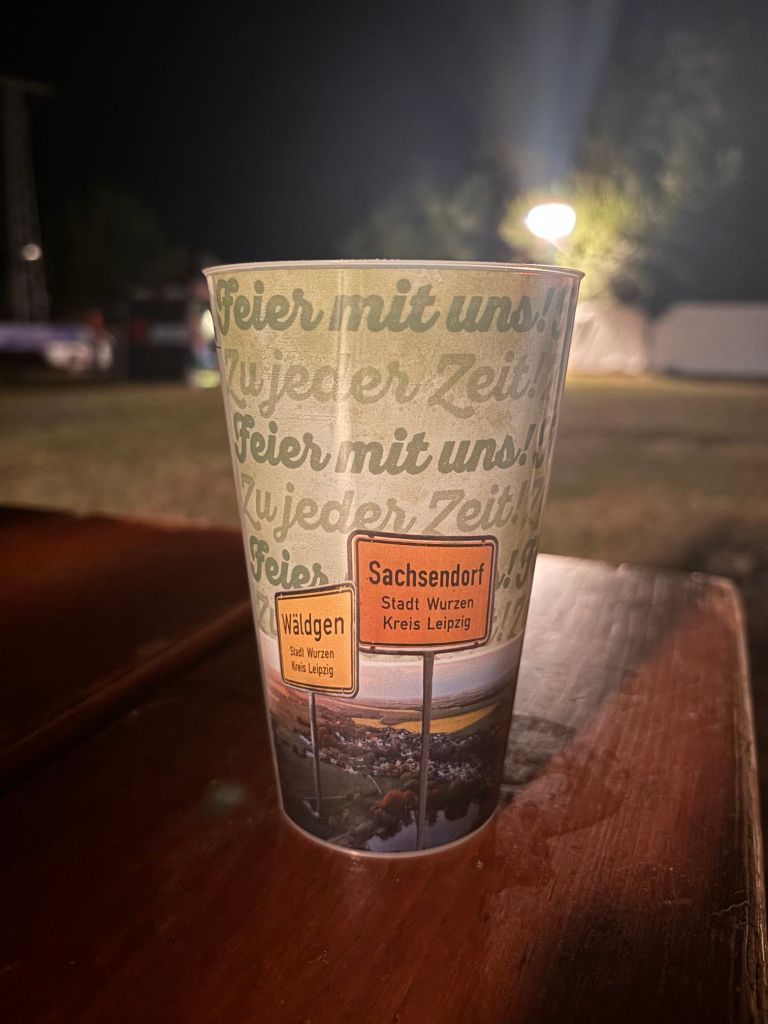 Feier mit uns!
Zu jeder Zeit!
Feier mit uns!
Zu jeder Zeit!
Feier
Sachsendorf
Stadt Wurzen
Kreis Leipzig
Wäldgen
Stadt Wurzen
Kreis Leipzig